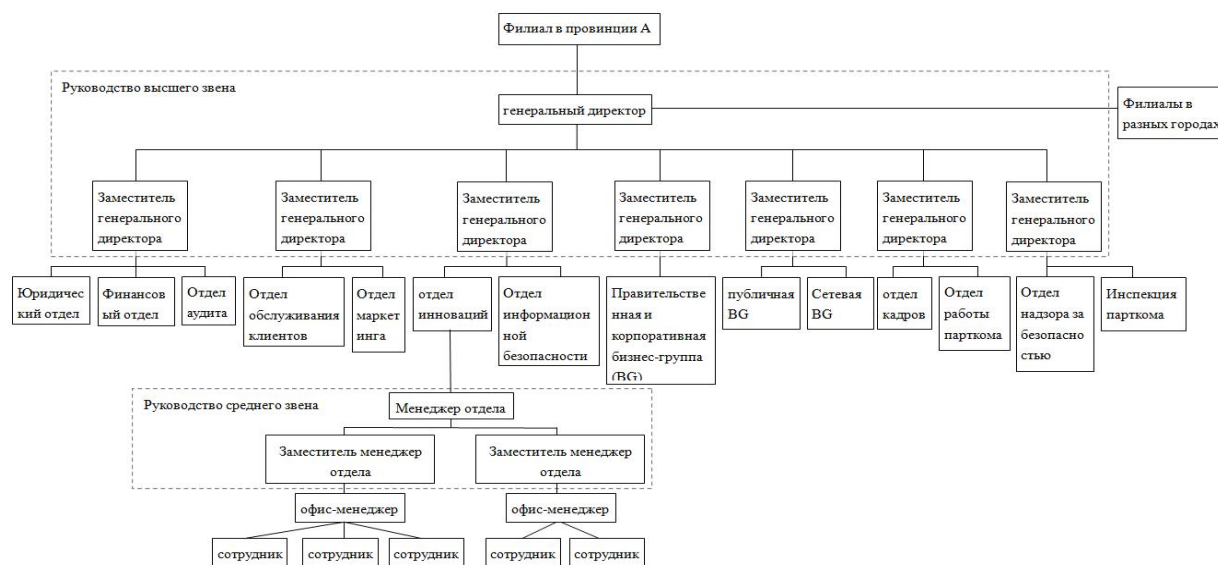 Филиал в провинции А
Руководство высшего звена
генеральный директор
Филиалы в
разных городах
Заместитель
генерального
директора
Заместитель
генерального
директора
Заместитель
генерального
директора
Заместитель
генерального
директора
Заместитель
генерального
директора
Заместитель
генерального
директора
Заместитель
генерального
директора
Юридичес
кий отдел
Финансов
ый отдел
Отдел
аудита
Отдел
обслуживания
клиентов
Отдел
маркет
инга
отдел
инноваций
Отдел
информацион
ной
безопасности
Правительстве
нная и
корпоративная
бизнес-группа
(BG)
публичная
BG
Сетевая
BG
отдел
кадров
Отдел
работы
парткома
Отдел
надзора за
безопасно
стью
Инспекция
парткома
Руководство среднего звена
Менеджер отдела
Заместитель менеджер
отдела
Заместитель менеджер
отдела
офис-менеджер
офис-менеджер
сотрудник
сотрудник
сотрудник
сотрудник
сотрудник